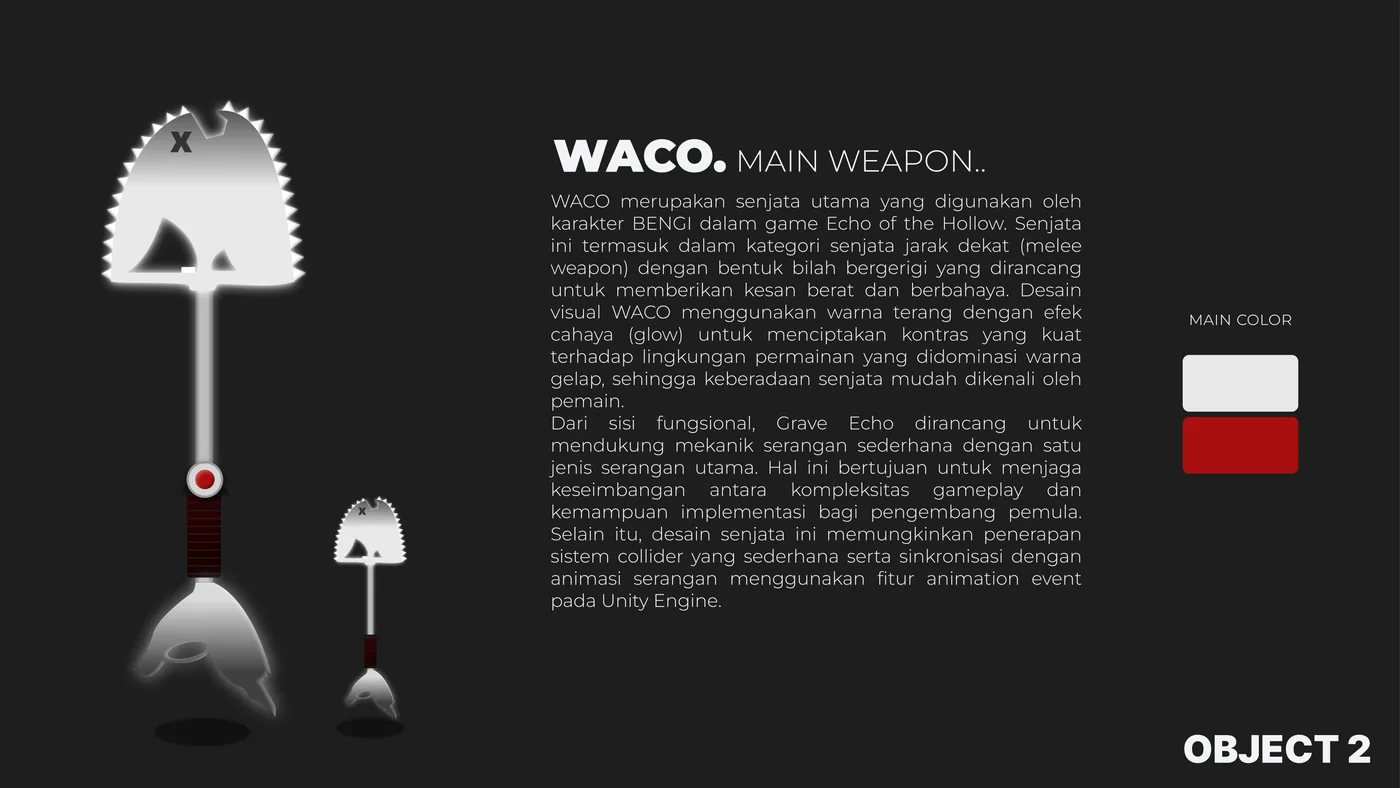 X
WACO. MAIN WEAPON..
WACO merupakan senjata utama yang digunakan oleh
karakter BENGI dalam game Echo of the Hollow. Senjata
ini termasuk dalam kategori senjata jarak dekat (melee
weapon) dengan bentuk bilah bergerigi yang dirancang
untuk memberikan kesan berat dan berbahaya. Desain
visual WACO menggunakan warna terang dengan efek
cahaya (glow) untuk menciptakan kontras yang kuat
terhadap lingkungan permainan yang didominasi warna
gelap, sehingga keberadaan senjata mudah dikenali oleh
pemain.
Dari sisi fungsional, Grave Echo dirancang untuk
mendukung mekanik serangan sederhana dengan satu
jenis serangan utama. Hal ini bertujuan untuk menjaga
keseimbangan antara kompleksitas gameplay dan
kemampuan implementasi bagi pengembang pemula.
Selain itu, desain senjata ini memungkinkan penerapan
sistem collider yang sederhana serta sinkronisasi dengan
animasi serangan menggunakan fitur animation event
pada Unity Engine.
MAIN COLOR
X
OBJECT 2